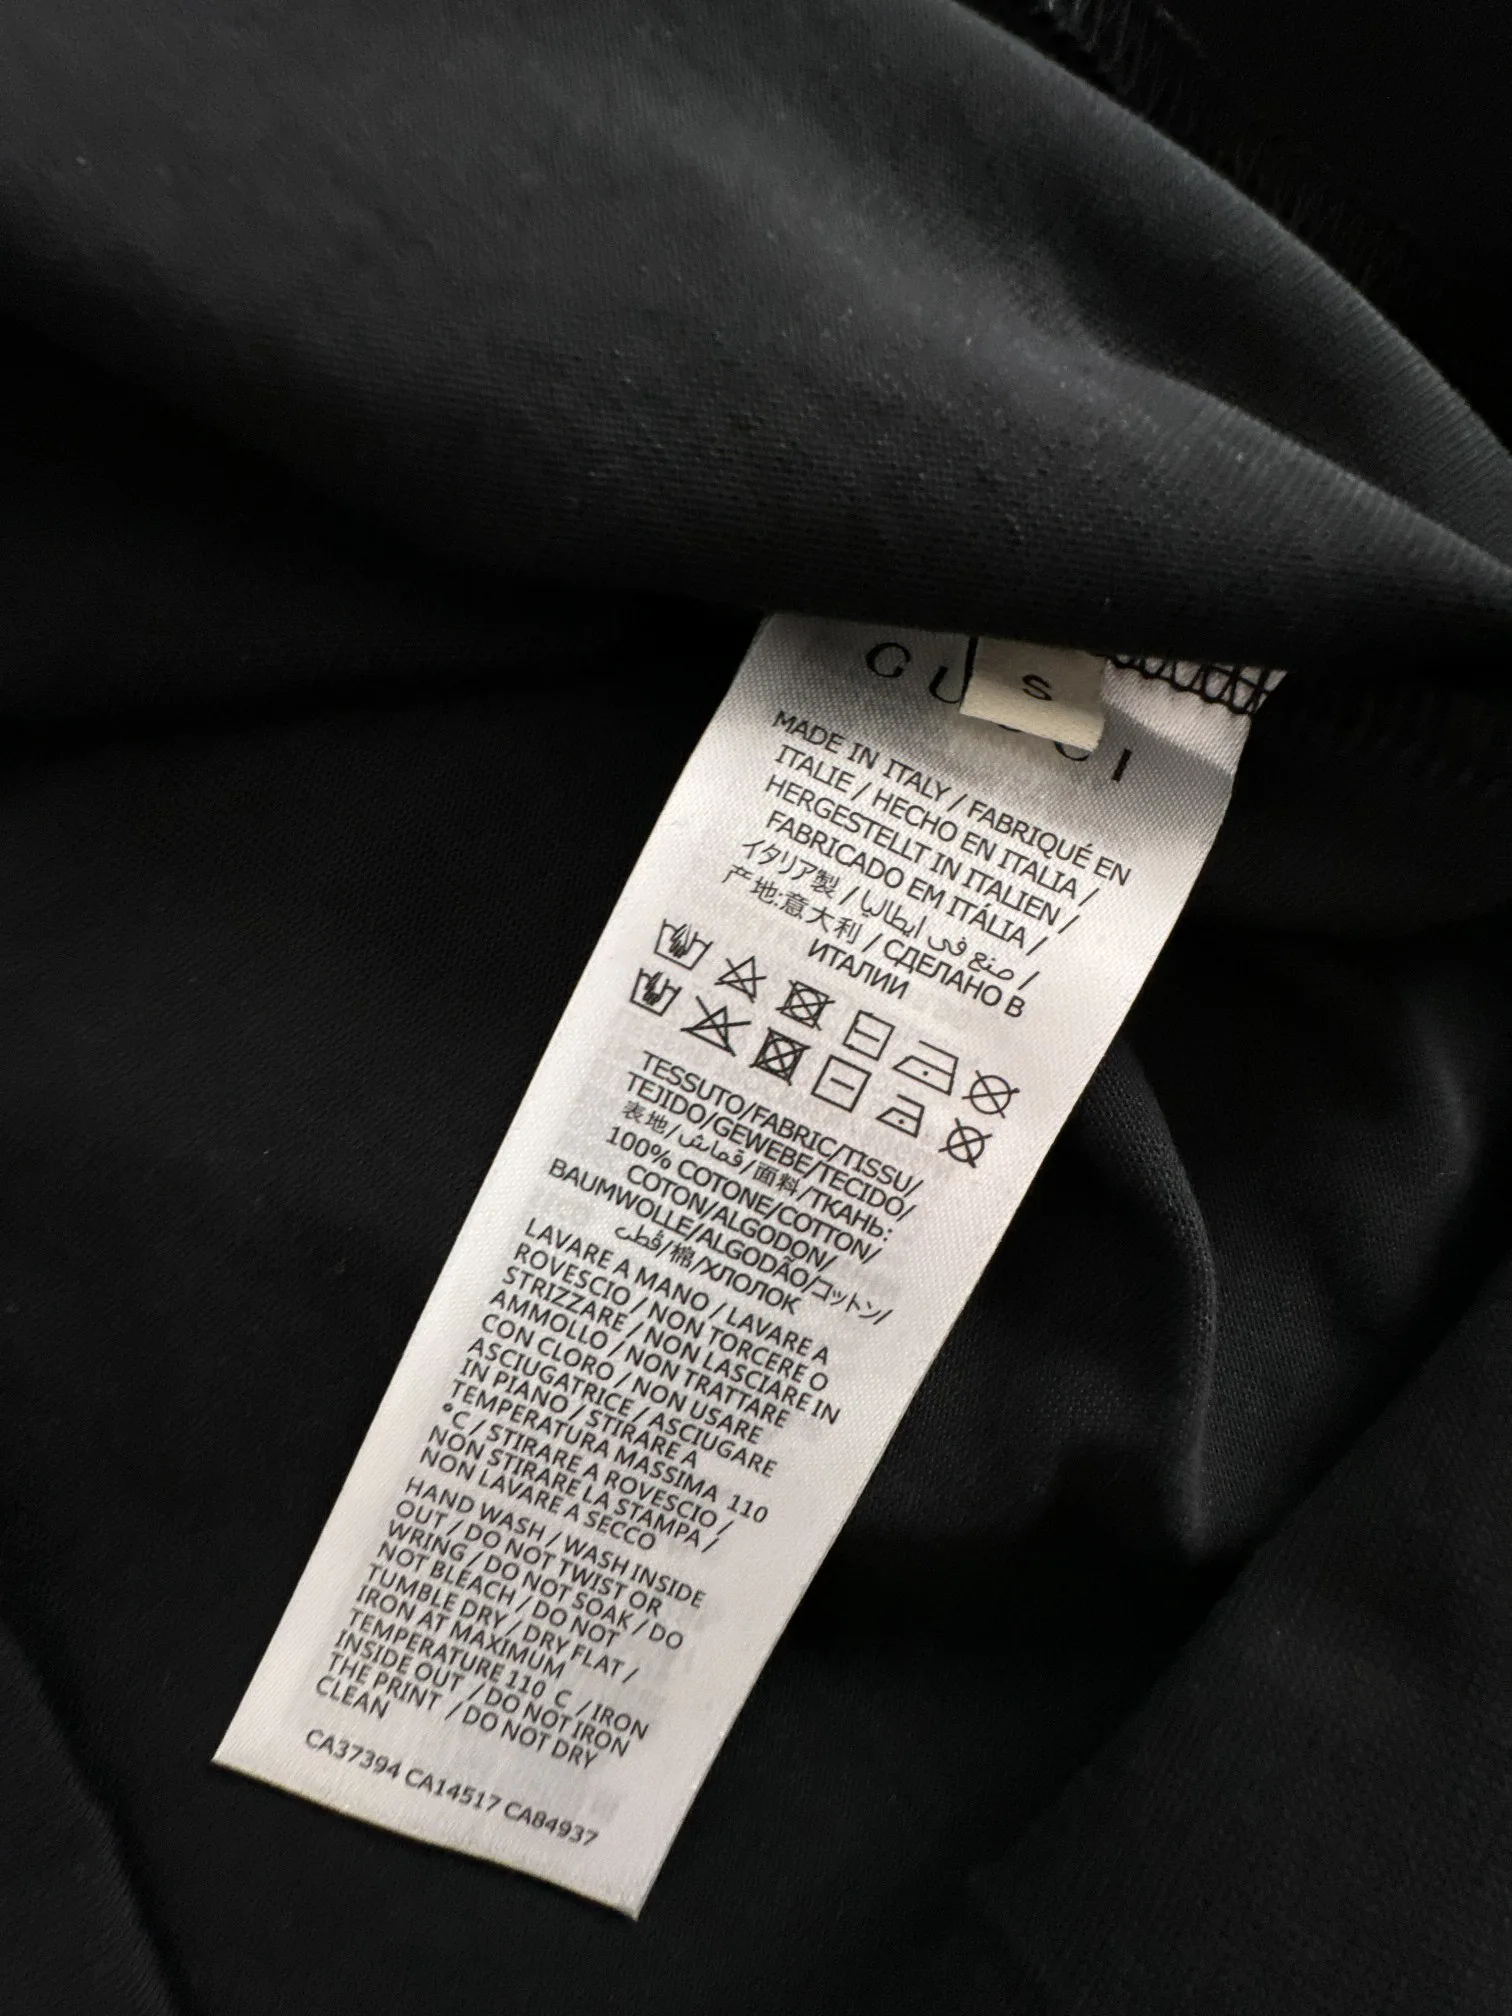 GUCCI
S
MADE IN ITALY / FABRIQUÉ EN
ITALIE / HECHO EN ITALIA /
HERGESTELLT IN ITALIEN /
FABRICADO EM ITÁLIA /
イタリア製 / صنع في ايطاليا /
产地:意大利 / СДЕЛАНО В
ИТАЛИИ
TESSUTO/FABRIC/TISSU/
TEJIDO/GEWEBE/TECIDO/
表地/قماش/面料/ТКАНЬ:
100% COTONE/COTTON/
COTON/ALGODON/
BAUMWOLLE/ALGODÃO/コットン/
قطن/棉/ХЛОПОК
LAVARE A MANO / LAVARE A
ROVESCIO / NON TORCERE O
STRIZZARE / NON LASCIARE IN
AMMOLLO / NON TRATTARE
CON CLORO / NON USARE
ASCIUGATRICE / ASCIUGARE
IN PIANO / STIRARE A
TEMPERATURA MASSIMA 110
°C / STIRARE A ROVESCIO /
NON STIRARE LA STAMPA /
NON LAVARE A SECCO
HAND WASH / WASH INSIDE
OUT / DO NOT TWIST OR
WRING / DO NOT SOAK / DO
NOT BLEACH / DO NOT
TUMBLE DRY / DRY FLAT /
IRON AT MAXIMUM
TEMPERATURE 110 C / IRON
INSIDE OUT / DO NOT IRON
THE PRINT / DO NOT DRY
CLEAN
CA37394 CA14517 CA84937